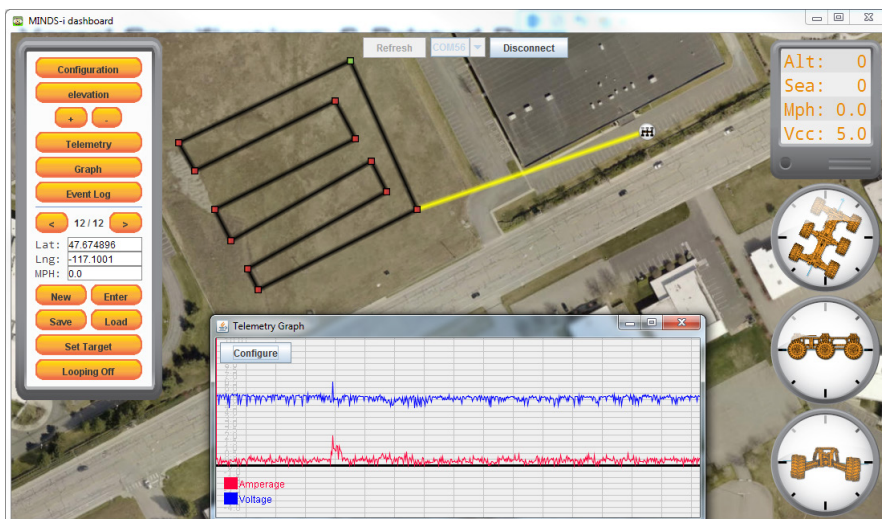 MINDS-i dashboard
Refresh
COM56
Disconnect
Configuration
elevation
+
-
Telemetry
Graph
Event Log
<
12 / 12
>
Lat: 47.674896
Lng: -117.1001
MPH: 0.0
New
Enter
Save
Load
Set Target
Looping Off
Alt: 0
Sea: 0
Mph: 0.0
Vcc: 5.0
Telemetry Graph
Configure
Amperage
Voltage